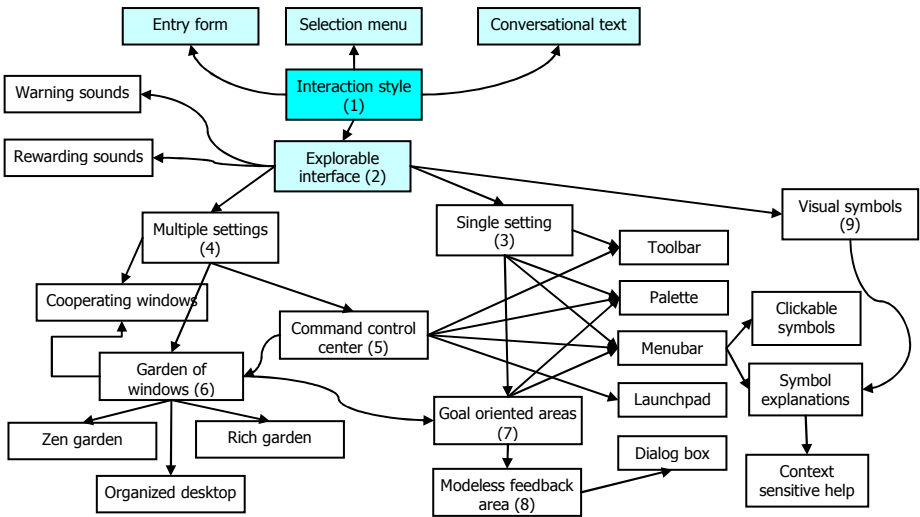 Entry form
Selection menu
Conversational text
Interaction style
(1)
Warning sounds
Rewarding sounds
Explorable
interface (2)
Multiple settings
(4)
Single setting
(3)
Visual symbols
(9)
Toolbar
Cooperating windows
Palette
Clickable
symbols
Command control
center (5)
Menubar
Garden of
windows (6)
Symbol
explanations
Launchpad
Goal oriented areas
(7)
Zen garden
Rich garden
Dialog box
Organized desktop
Modeless feedback
area (8)
Context
sensitive help